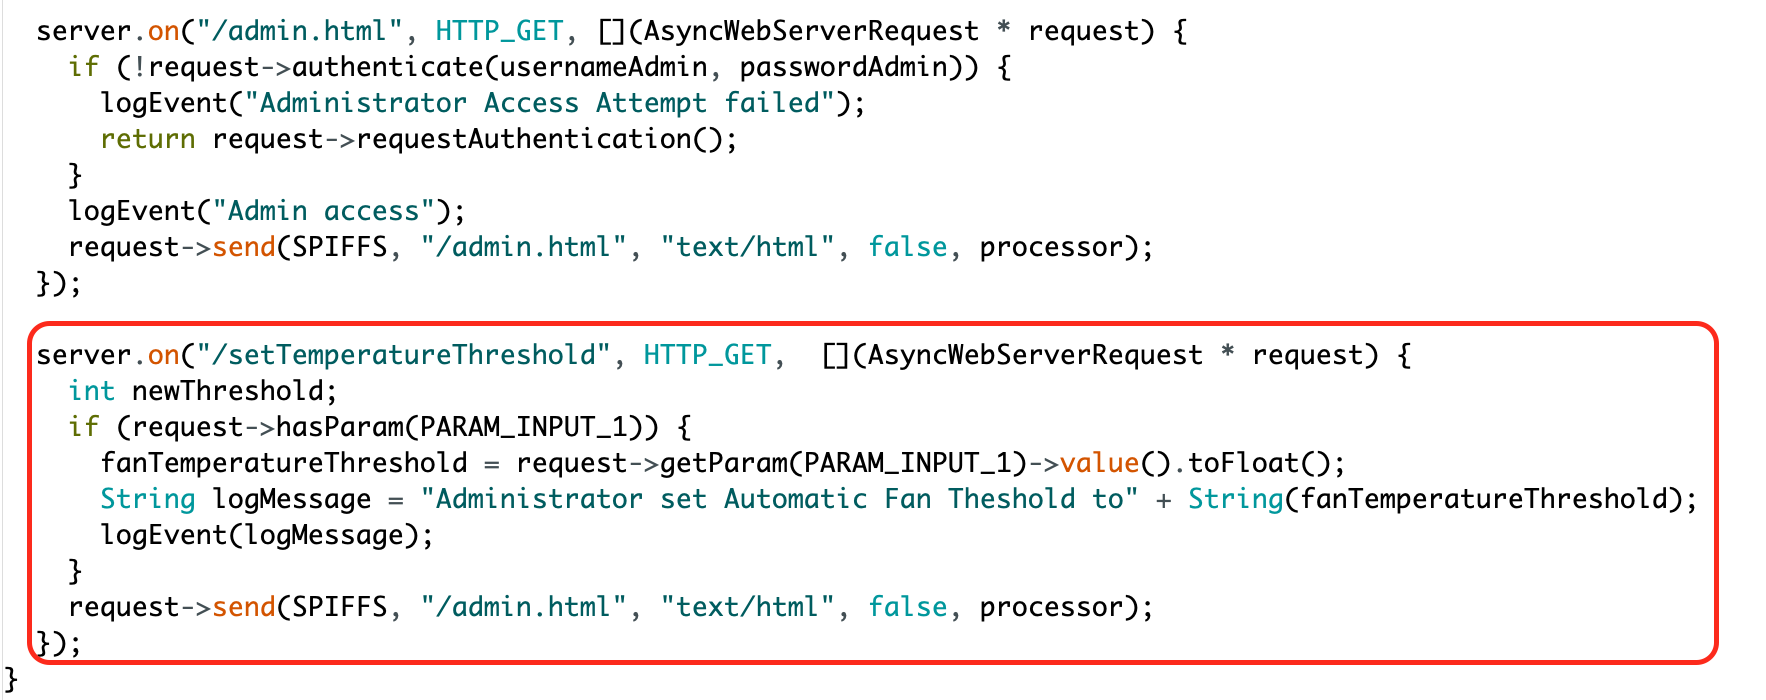 server.on("/admin.html", HTTP_GET, [](AsyncWebServerRequest * request) {
if (!request->authenticate(usernameAdmin, passwordAdmin)) {
logEvent("Administrator Access Attempt failed");
return request->requestAuthentication();
}
logEvent("Admin access");
request->send(SPIFFS, "/admin.html", "text/html", false, processor);
});
server.on("/setTemperatureThreshold", HTTP_GET,  [](AsyncWebServerRequest * request) {
int newThreshold;
if (request->hasParam(PARAM_INPUT_1)) {
fanTemperatureThreshold = request->getParam(PARAM_INPUT_1)->value().toFloat();
String logMessage = "Administrator set Automatic Fan Theshold to" + String(fanTemperatureThreshold);
logEvent(logMessage);
}
request->send(SPIFFS, "/admin.html", "text/html", false, processor);
});
}